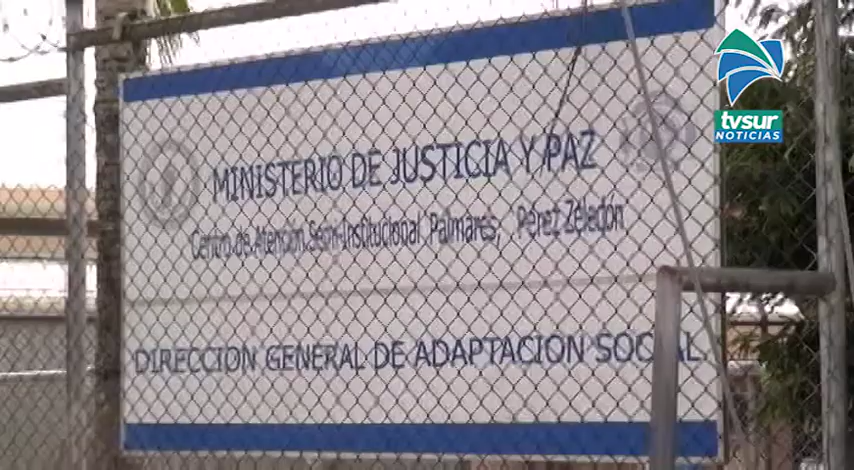 MINISTERIO DE JUSTICIA Y PAZ
Centro de Atención Semi-Institucional Palmares, Pérez Zeledón
DIRECCION GENERAL DE ADAPTACION SOCIAL
tvsur
NOTICIAS